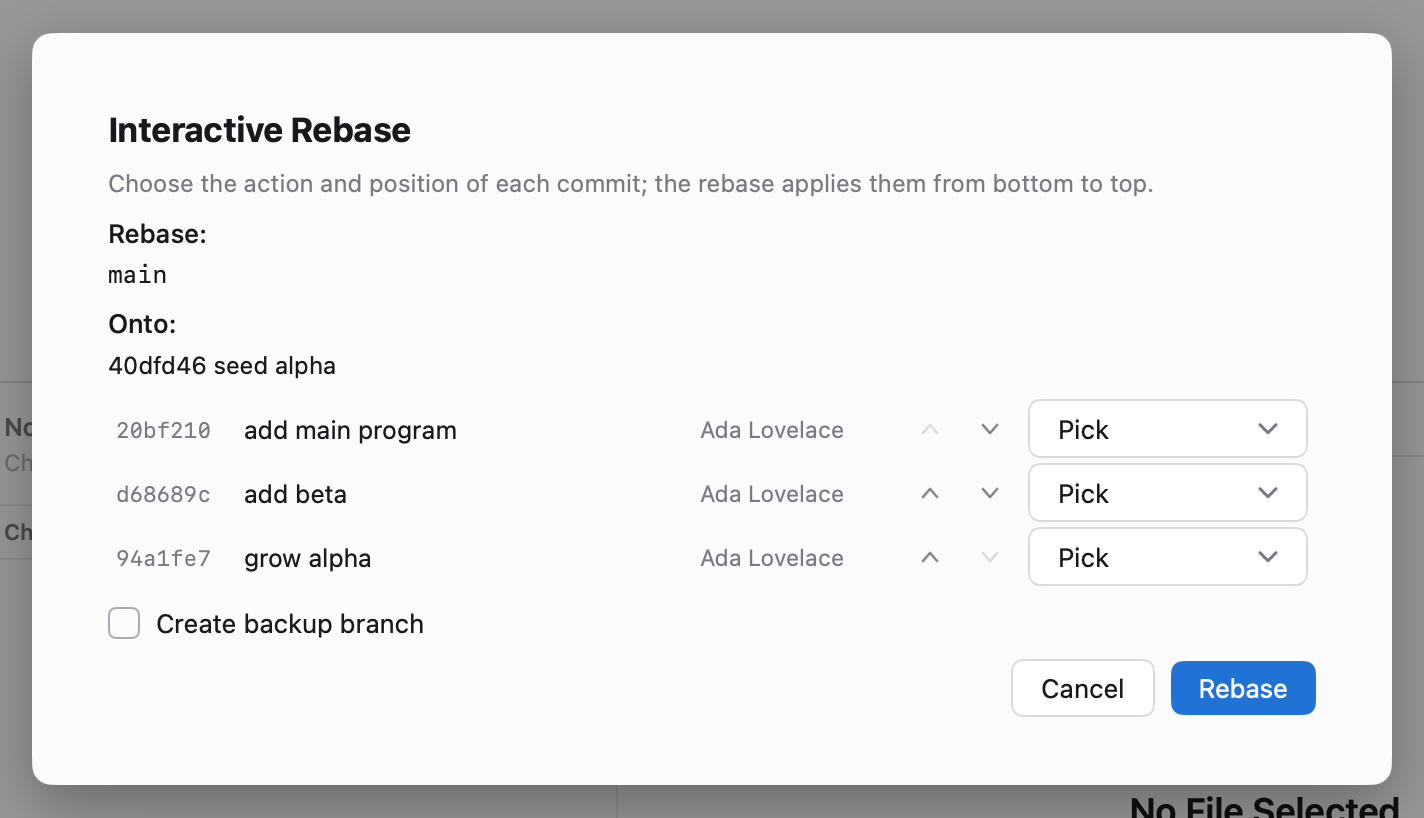 Interactive Rebase
Choose the action and position of each commit; the rebase applies them from bottom to top.
Rebase:
main
Onto:
40dfd46 seed alpha
20bf210 add main program Ada Lovelace Pick
d68689c add beta Ada Lovelace Pick
94a1fe7 grow alpha Ada Lovelace Pick
Create backup branch
Cancel Rebase
No File Selected